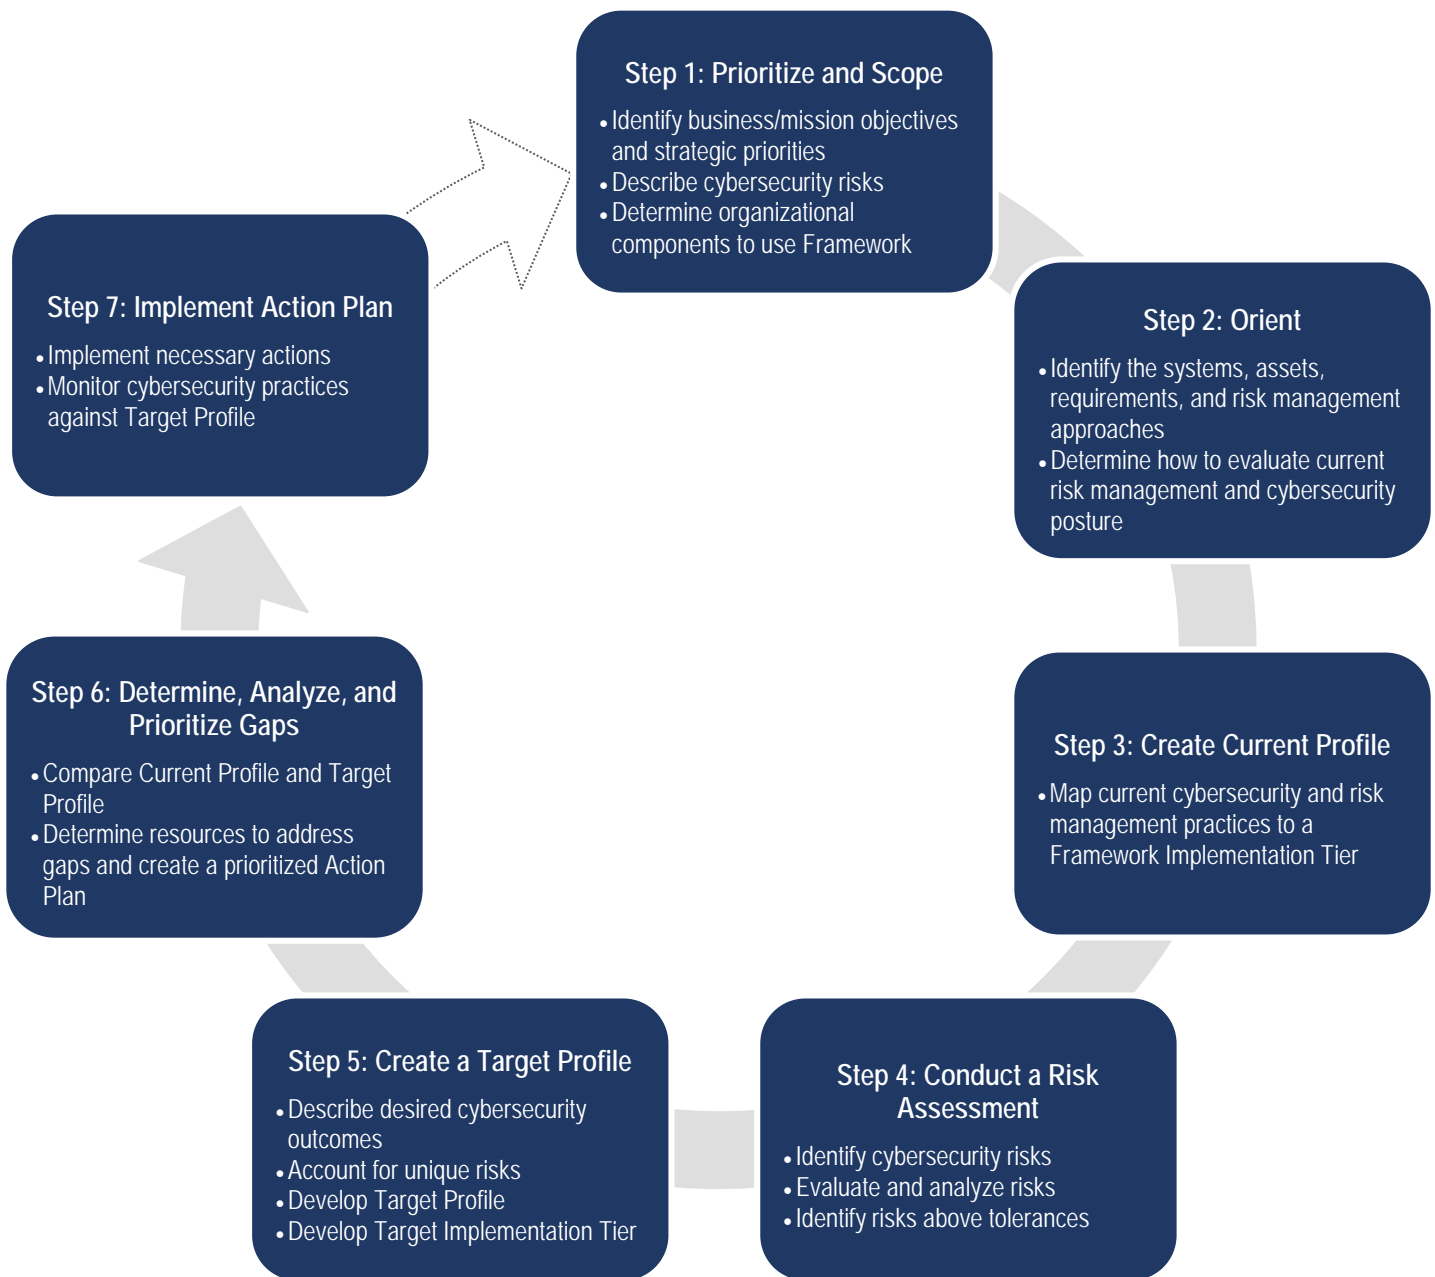 Step 1: Prioritize and Scope
• Identify business/mission objectives
and strategic priorities
• Describe cybersecurity risks
• Determine organizational
components to use Framework
Step 2: Orient
• Identify the systems, assets,
requirements, and risk management
approaches
• Determine how to evaluate current
risk management and cybersecurity
posture
Step 3: Create Current Profile
• Map current cybersecurity and risk
management practices to a
Framework Implementation Tier
Step 4: Conduct a Risk
Assessment
• Identify cybersecurity risks
• Evaluate and analyze risks
• Identify risks above tolerances
Step 5: Create a Target Profile
• Describe desired cybersecurity
outcomes
• Account for unique risks
• Develop Target Profile
• Develop Target Implementation Tier
Step 6: Determine, Analyze, and
Prioritize Gaps
• Compare Current Profile and Target
Profile
• Determine resources to address
gaps and create a prioritized Action
Plan
Step 7: Implement Action Plan
• Implement necessary actions
• Monitor cybersecurity practices
against Target Profile